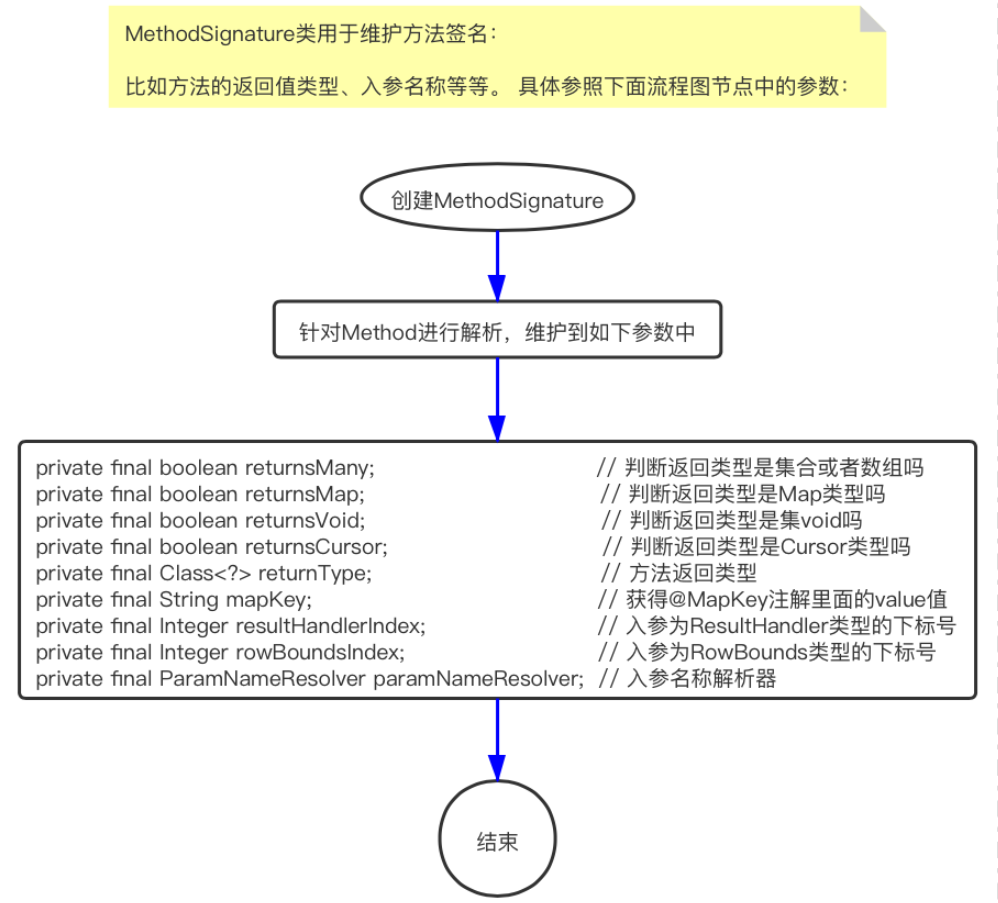 MethodSignature类用于维护方法签名：
比如方法的返回值类型、入参名称等等。 具体参照下面流程图节点中的参数：
创建MethodSignature
针对Method进行解析，维护到如下参数中
private final boolean returnsMany; // 判断返回类型是集合或者数组吗
private final boolean returnsMap; // 判断返回类型是Map类型吗
private final boolean returnsVoid; // 判断返回类型是集void吗
private final boolean returnsCursor; // 判断返回类型是Cursor类型吗
private final Class<?> returnType; // 方法返回类型
private final String mapKey; // 获得@MapKey注解里面的value值
private final Integer resultHandlerIndex; // 入参为ResultHandler类型的下标号
private final Integer rowBoundsIndex; // 入参为RowBounds类型的下标号
private final ParamNameResolver paramNameResolver; // 入参名称解析器
结束